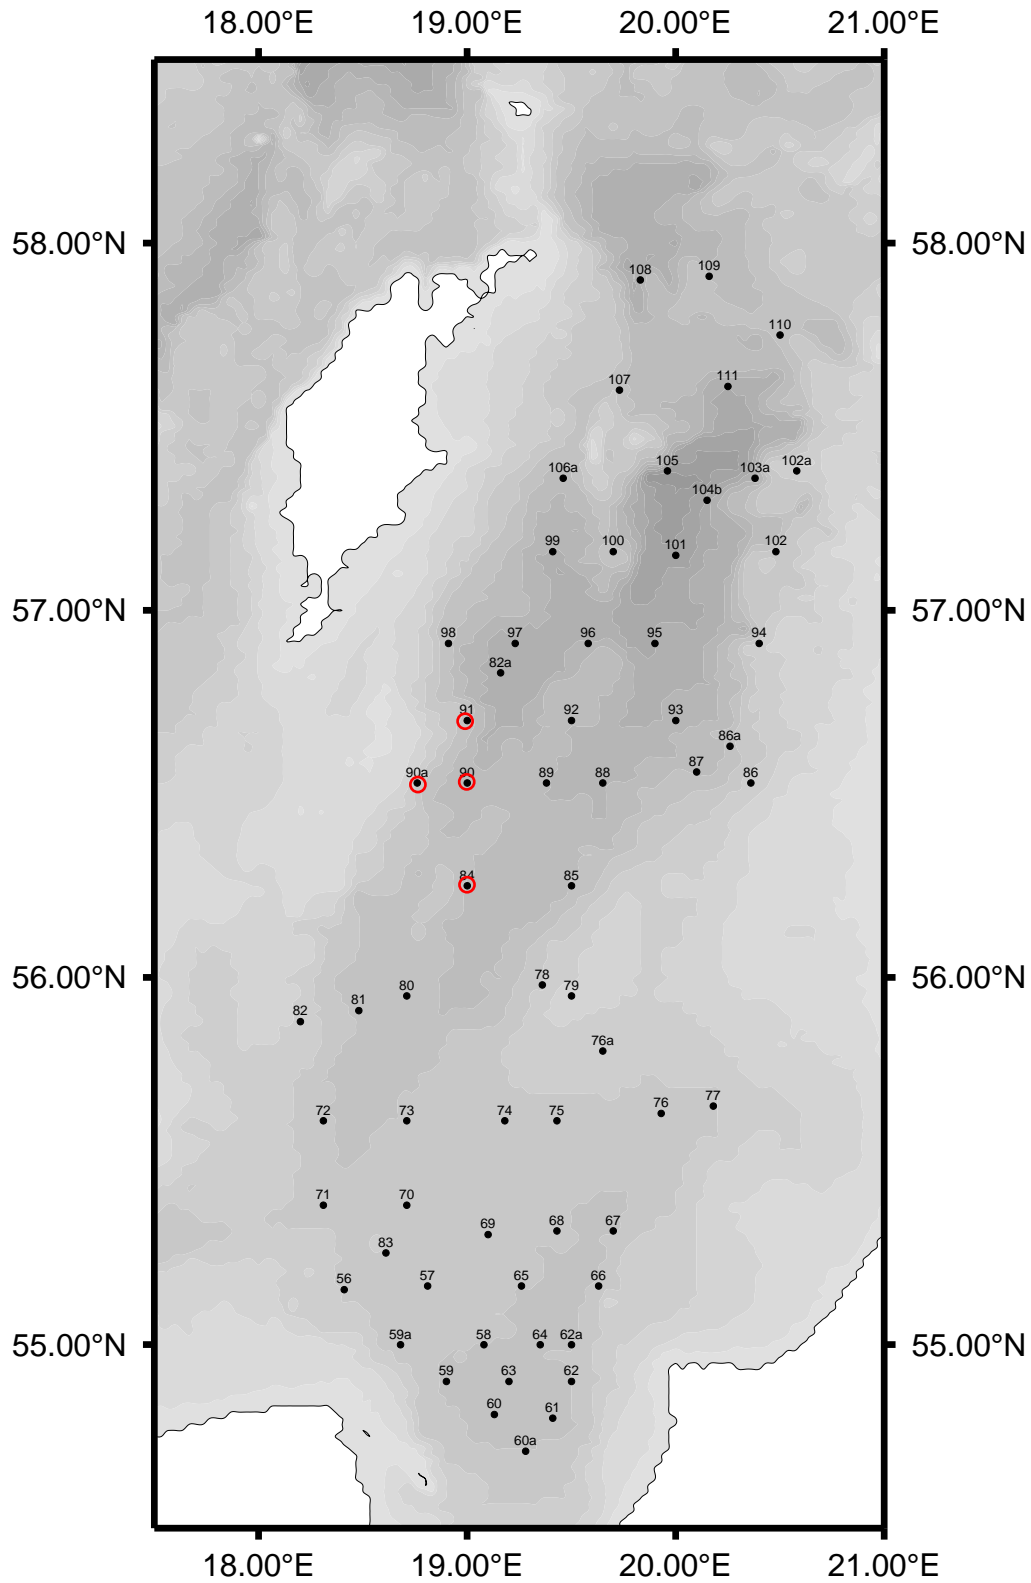 18.00°E 19.00°E 20.00°E 21.00°E
58.00°N 58.00°N
108 109
110
107 111
106a 105 103a 102a
104b
99 100 101 102
57.00°N 57.00°N
98 97 96 95 94
82a
91 92 93
86a
90a 90 89 88 87 86
84 85
56.00°N 56.00°N
78
82 81 80 79
76a
72 73 74 75 76 77
71 70
69 68 67
83
56 57 65 66
55.00°N 55.00°N
59a 58 64 62a
59 63 62
60 61
60a
18.00°E 19.00°E 20.00°E 21.00°E